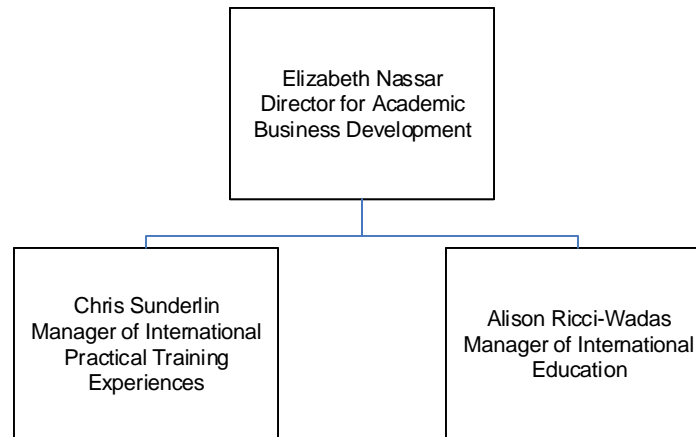 Elizabeth Nassar
Director for Academic
Business Development
Chris Sunderlin
Manager of International
Practical Training
Experiences
Alison Ricci-Wadas
Manager of International
Education